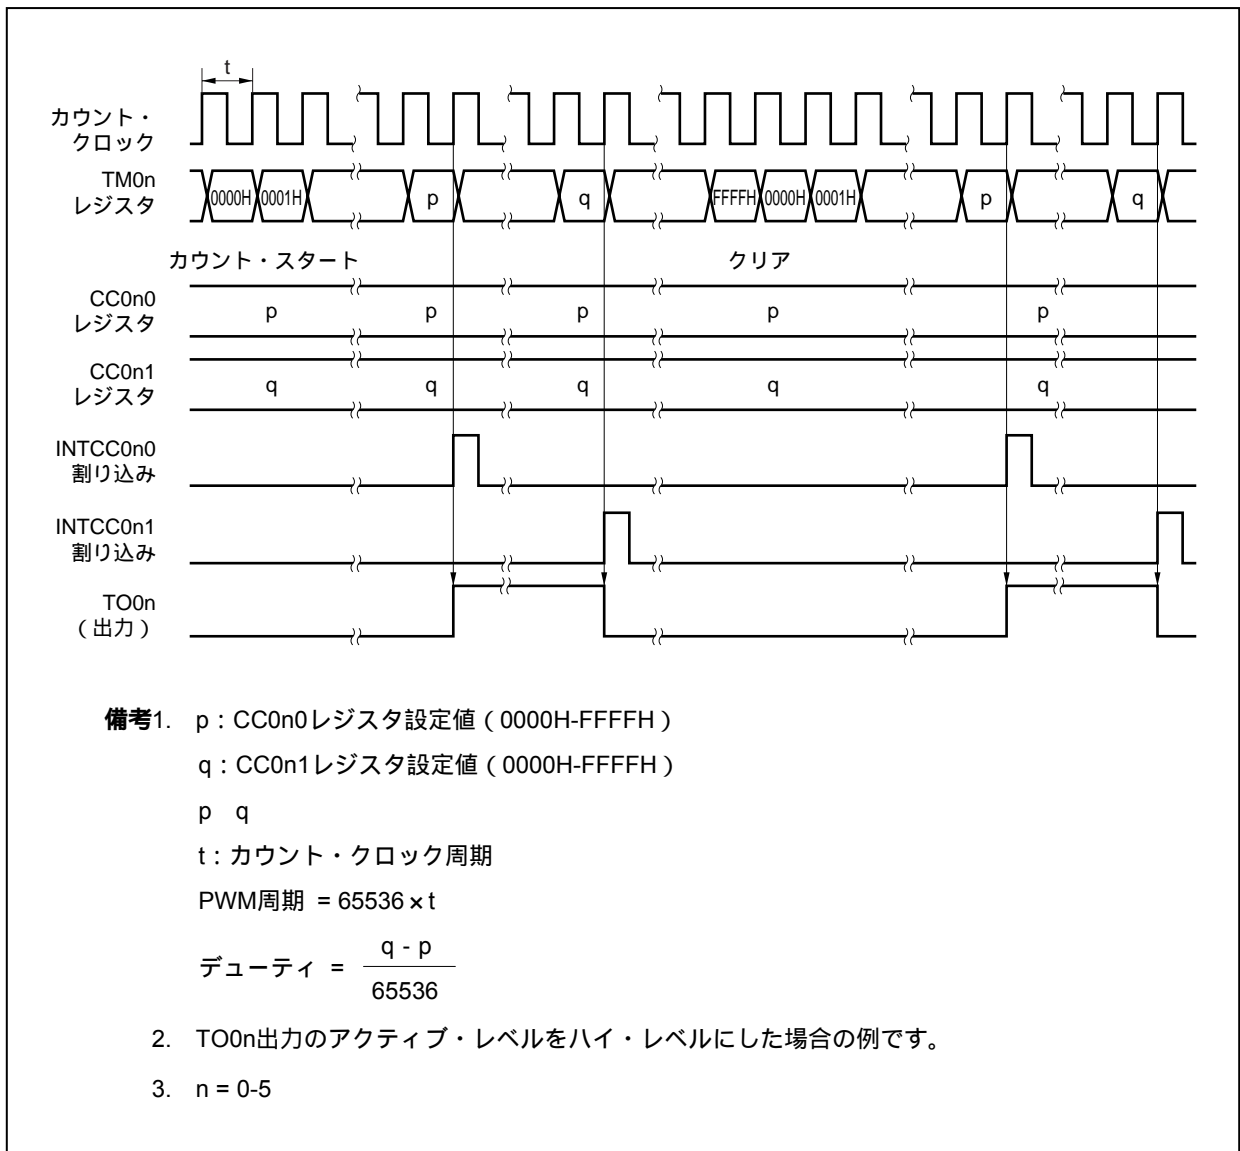 t
カウント・
クロック
TM0n
レジスタ
0000H 0001H p q FFFFH 0000H 0001H p q
カウント・スタート クリア
CC0n0
レジスタ
p p p p p
CC0n1
レジスタ
q q q q q
INTCC0n0
割り込み
INTCC0n1
割り込み
TO0n
（出力）
備考1. p：CC0n0レジスタ設定値（0000H-FFFFH）
q：CC0n1レジスタ設定値（0000H-FFFFH）
p q
t：カウント・クロック周期
PWM周期 = 65536×t
デューティ = q - p
65536
2. TO0n出力のアクティブ・レベルをハイ・レベルにした場合の例です。
3. n = 0-5